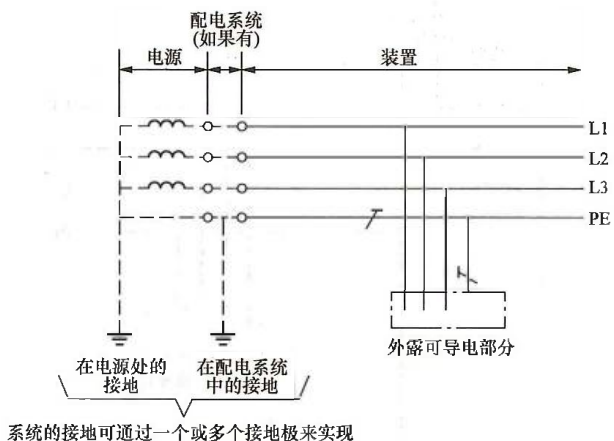 配电系统
(如果有)
电源
装置
L1
L2
L3
PE
外露可导电部分
在电源处的
接地
在配电系统
中的接地
系统的接地可通过一个或多个接地极来实现